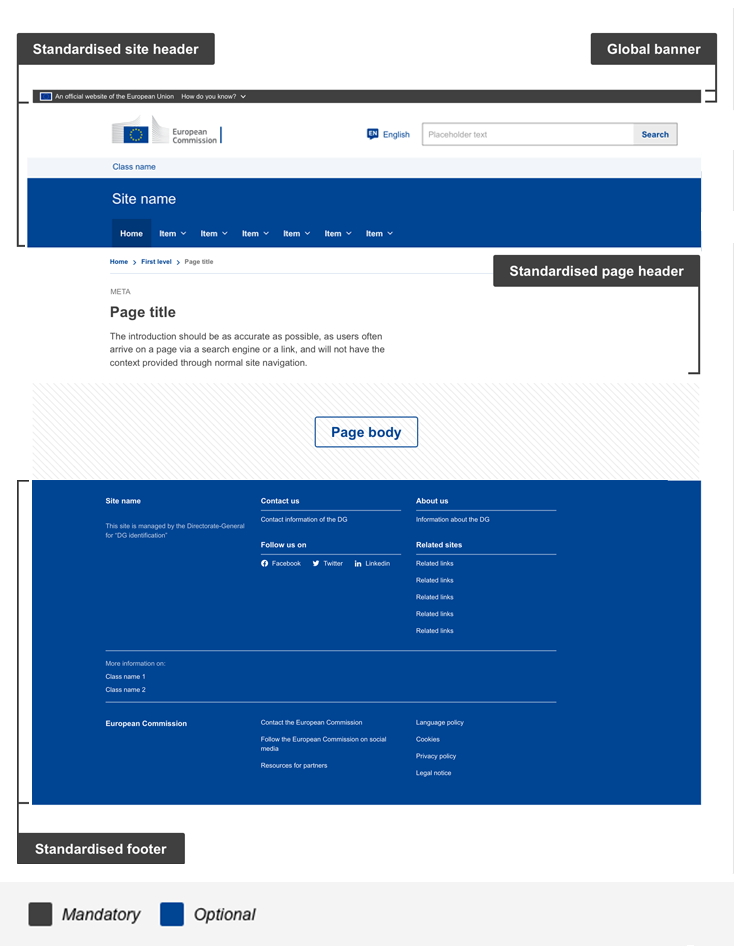 Standardised site header
Global banner
An official website of the European Union How do you know?
European
Commission
EN English
Placeholder text
Search
Class name
Site name
Home Item Item Item Item Item Item
Home > First level > Page title
Standardised page header
META
Page title
The introduction should be as accurate as possible, as users often
arrive on a page via a search engine or a link, and will not have the
context provided through normal site navigation.
Page body
Site name
This site is managed by the Directorate-General
for “DG identification”
Contact us
Contact information of the DG
Follow us on
Facebook Twitter Linkedin
About us
Information about the DG
Related sites
Related links
Related links
Related links
Related links
Related links
More information on:
Class name 1
Class name 2
European Commission
Contact the European Commission
Follow the European Commission on social
media
Resources for partners
Language policy
Cookies
Privacy policy
Legal notice
Standardised footer
Mandatory
Optional